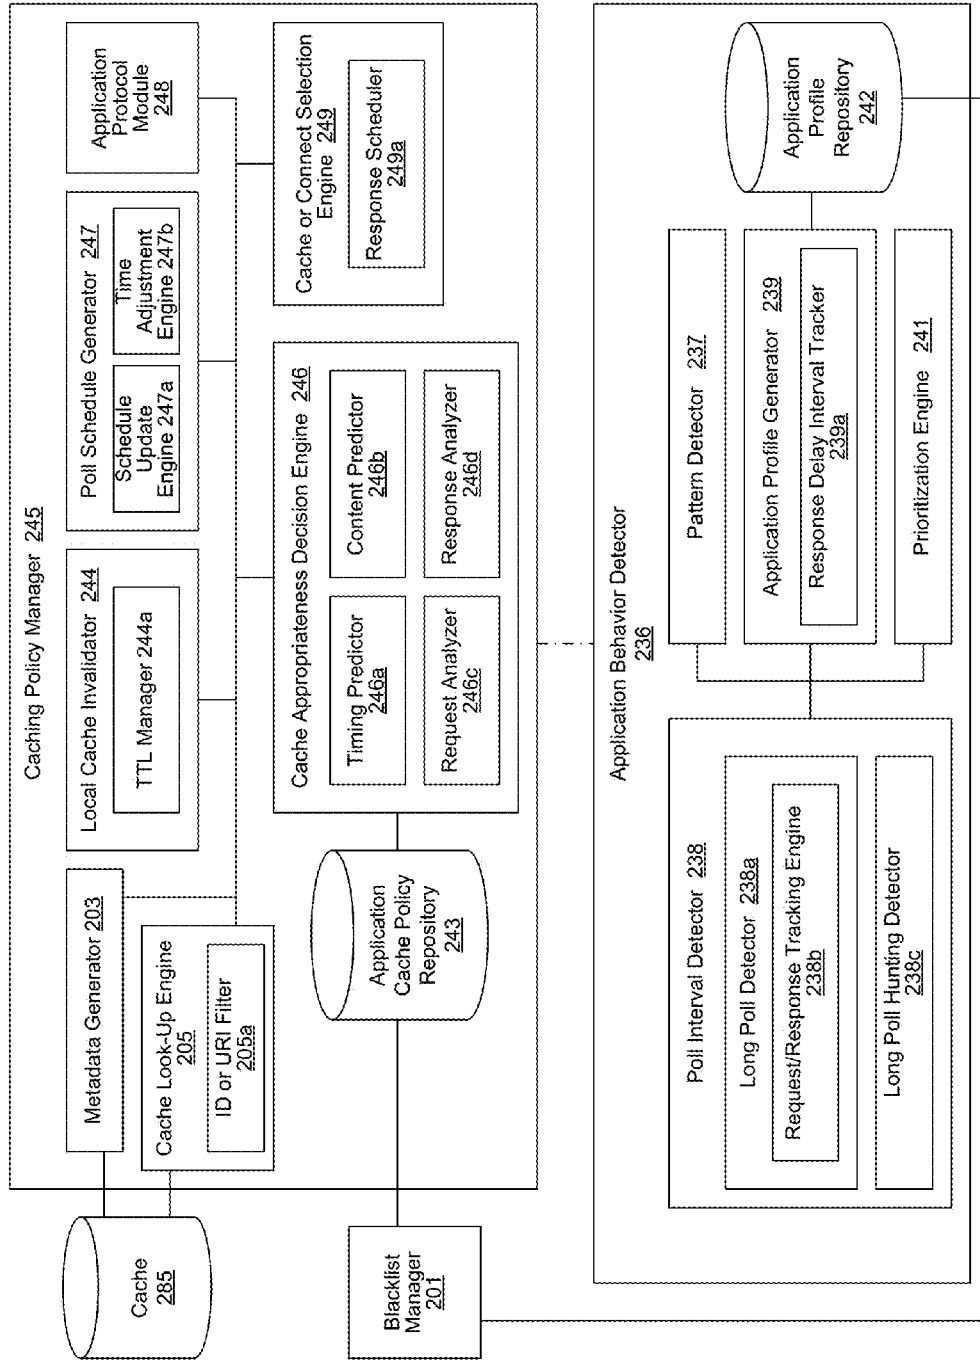 Caching Policy Manager 245
Metadata Generator 203
Local Cache Invalidator 244
TTL Manager 244a
Poll Schedule Generator 247
Schedule
Update
Engine 247a
Time
Adjustment
Engine 247b
Application
Protocol
Module
248
Cache
285
Cache Look-Up Engine
205
ID or URI Filter
205a
Cache Appropriateness Decision Engine 246
Timing Predictor
246a
Content Predictor
246b
Request Analyzer
246c
Response Analyzer
246d
Cache or Connect Selection
Engine 249
Response Scheduler
249a
Application
Cache Policy
Repository
243
Blacklist
Manager
201
Application Behavior Detector
236
Poll Interval Detector 238
Long Poll Detector 238a
Request/Response Tracking Engine
238b
Long Poll Hunting Detector
238c
Pattern Detector 237
Application Profile Generator 239
Response Delay Interval Tracker
239a
Prioritization Engine 241
Application
Profile
Repository
242